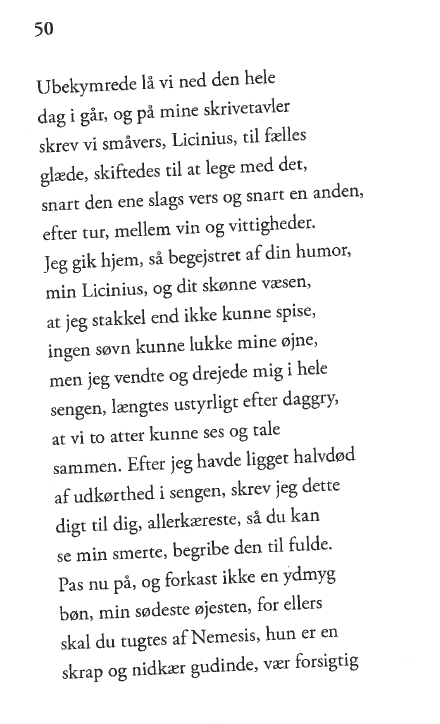 50
Ubekymrede lå vi ned den hele
dag i går, og på mine skrivetavler
skrev vi småvers, Licinius, til fælles
glæde, skiftedes til at lege med det,
snart den ene slags vers og snart en anden,
efter tur, mellem vin og vittigheder.
Jeg gik hjem, så begejstret af din humor,
min Licinius, og dit skønne væsen,
at jeg stakkel end ikke kunne spise,
ingen søvn kunne lukke mine øjne,
men jeg vendte og drejede mig i hele
sengen, længtes ustyrligt efter daggry,
at vi to atter kunne ses og tale
sammen. Efter jeg havde ligget halvdød
af udkørthed i sengen, skrev jeg dette
digt til dig, allerkæreste, så du kan
se min smerte, begribe den til fulde.
Pas nu på, og forkast ikke en ydmyg
bøn, min sødeste øjesten, for ellers
skal du tugtes af Nemesis, hun er en
skrap og nidkær gudinde, vær forsigtig